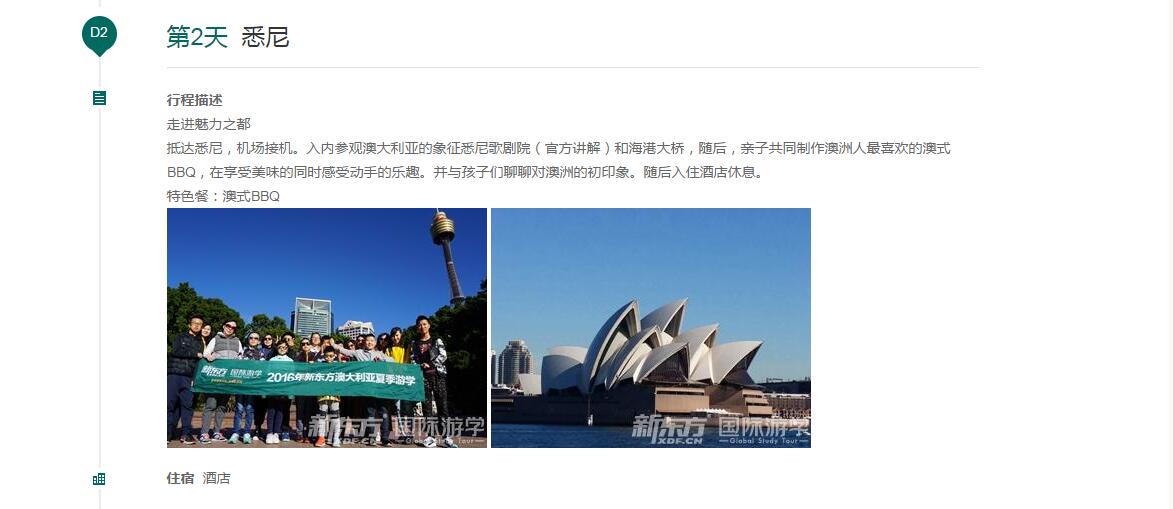 D2
第2天 悉尼
行程描述
走进魅力之都
抵达悉尼，机场接机。入内参观澳大利亚的象征悉尼歌剧院（官方讲解）和海港大桥，随后，亲子共同制作澳洲人最喜欢的澳式
BBQ，在享受美味的同时感受动手的乐趣。并与孩子们聊聊对澳洲的初印象。随后入住酒店休息。
特色餐：澳式BBQ
新东方 国际游学
2016年新东方澳大利亚夏季游学
新东方 国际游学
XDF.CN Global Study Tour
新东方 国际游学
XDF.CN Global Study Tour
住宿 酒店